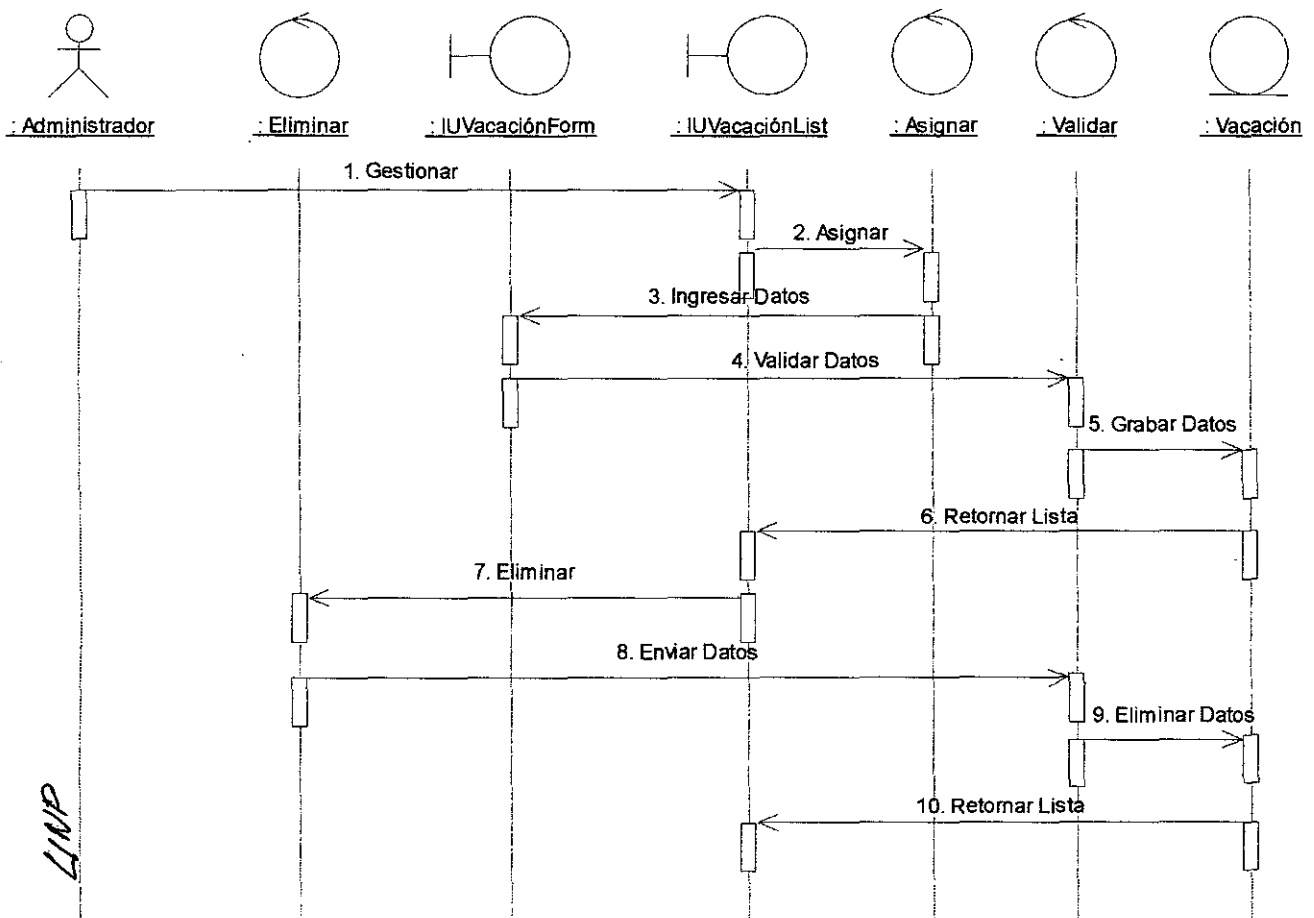 : Administrador
: Eliminar
: IUVacaciónForm
: IUVacaciónList
: Asignar
: Validar
: Vacación
1. Gestionar
2. Asignar
3. Ingresar Datos
4. Validar Datos
5. Grabar Datos
6. Retornar Lista
7. Eliminar
8. Enviar Datos
9. Eliminar Datos
10. Retornar Lista